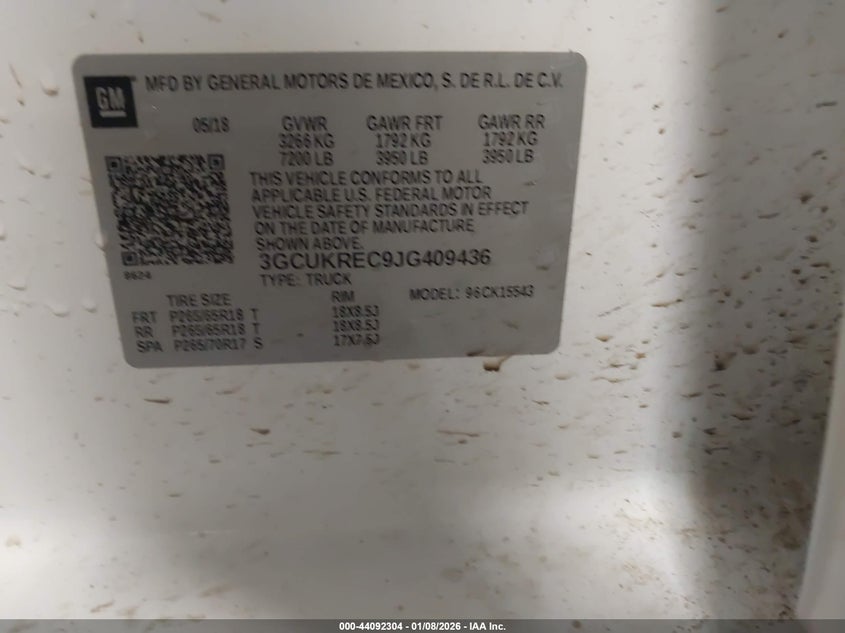 GM
MFD BY GENERAL MOTORS DE MEXICO, S. DE R.L. DE C.V.
05/18 GVWR GAWR FRT GAWR RR
3266 KG 1792 KG 1792 KG
7200 LB 3950 LB 3950 LB
THIS VEHICLE CONFORMS TO ALL
APPLICABLE U.S. FEDERAL MOTOR
VEHICLE SAFETY STANDARDS IN EFFECT
ON THE DATE OF MANUFACTURE
SHOWN ABOVE.
3GCUKREC9JG409436
8624
TYPE: TRUCK
TIRE SIZE RIM MODEL: 96 CK15543
FRT P265/65R18 T 18X8.5J
RR P265/65R18 T 18X8.5J
SPA P265/70R17 S 17X7.5J
000-44092304 - 01/08/2026 - IAA Inc.